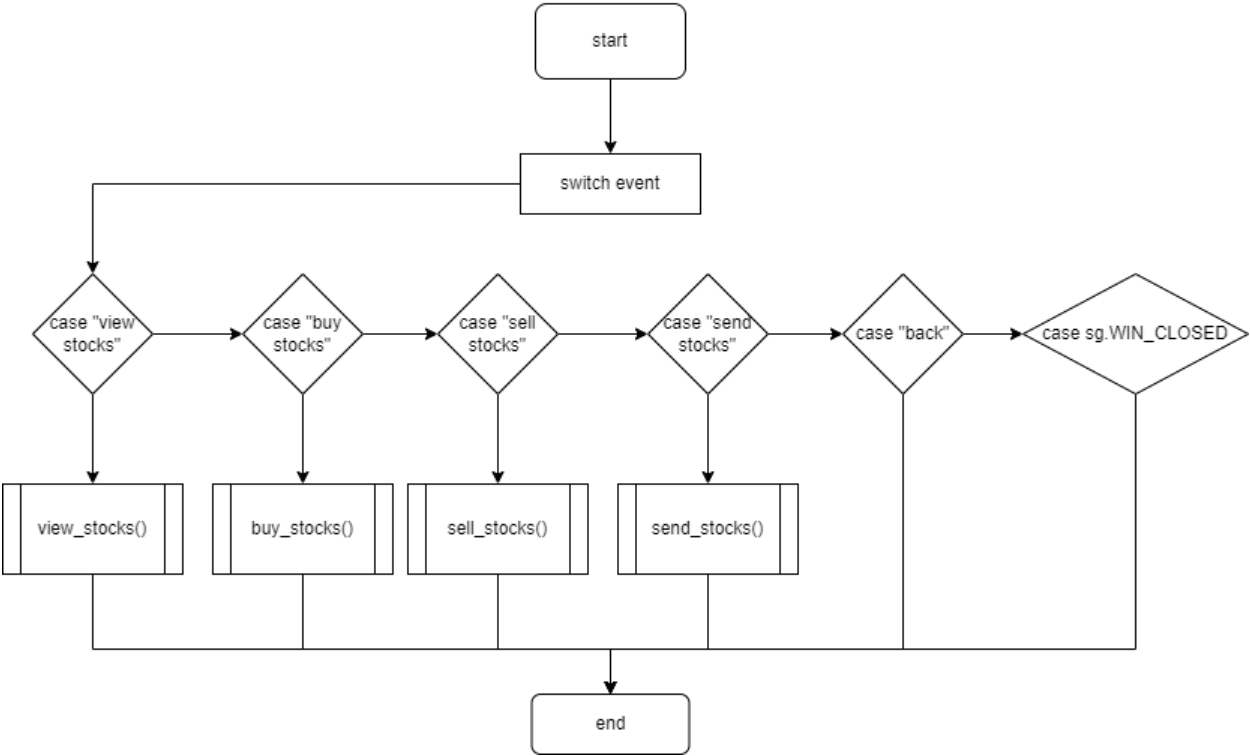 start
switch event
case "view
stocks"
case "buy
stocks"
case "sell
stocks"
case "send
stocks"
case "back"
case sg.WIN_CLOSED
view_stocks()
buy_stocks()
sell_stocks()
send_stocks()
end